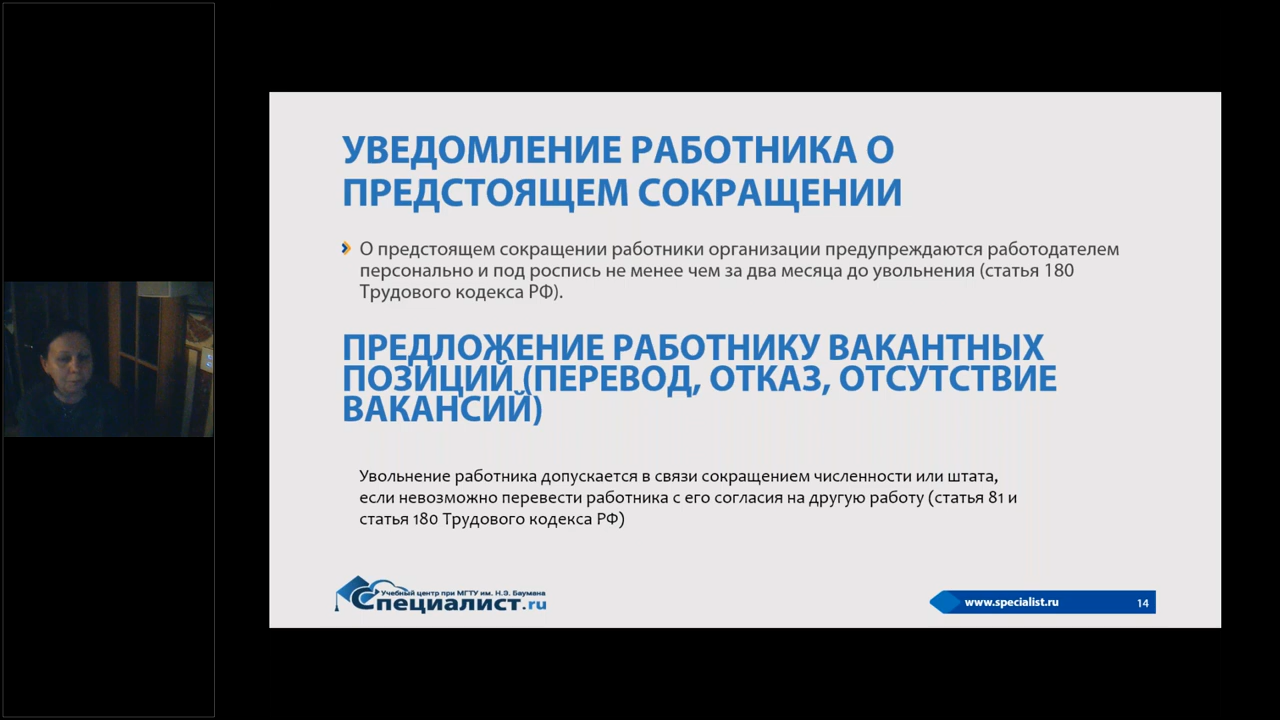 УВЕДОМЛЕНИЕ РАБОТНИКА О
ПРЕДСТОЯЩЕМ СОКРАЩЕНИИ
О предстоящем сокращении работники организации предупреждаются работодателем
персонально и под роспись не менее чем за два месяца до увольнения (статья 180
Трудового кодекса РФ).
ПРЕДЛОЖЕНИЕ РАБОТНИКУ ВАКАНТНЫХ
ПОЗИЦИЙ (ПЕРЕВОД, ОТКАЗ, ОТСУТСТВИЕ
ВАКАНСИЙ)
Увольнение работника допускается в связи сокращением численности или штата,
если невозможно перевести работника с его согласия на другую работу (статья 81 и
статья 180 Трудового кодекса РФ)
Учебный центр при МГТУ им. Н.Э. Баумана
Специалист.ru
www.specialist.ru
14